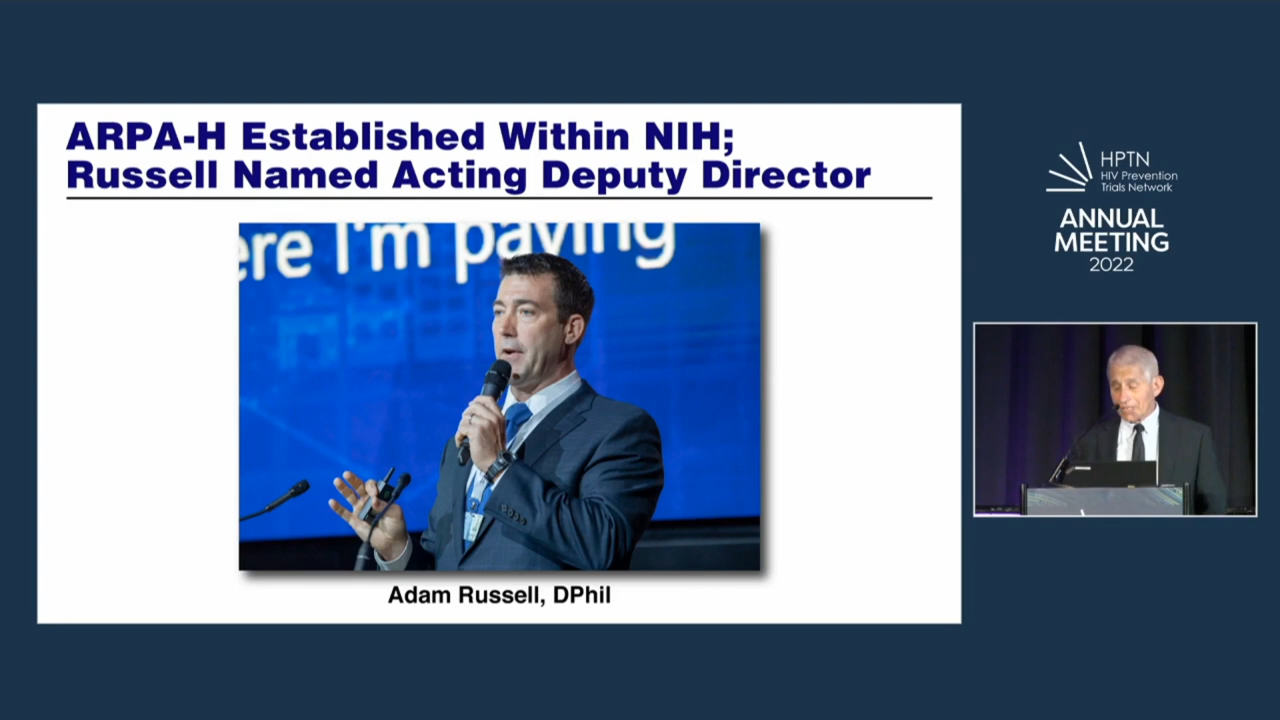 ARPA-H Established Within NIH;
Russell Named Acting Deputy Director
ere I'm paying
Adam Russell, DPhil
HPTN
HIV Prevention
Trials Network
ANNUAL
MEETING
2022